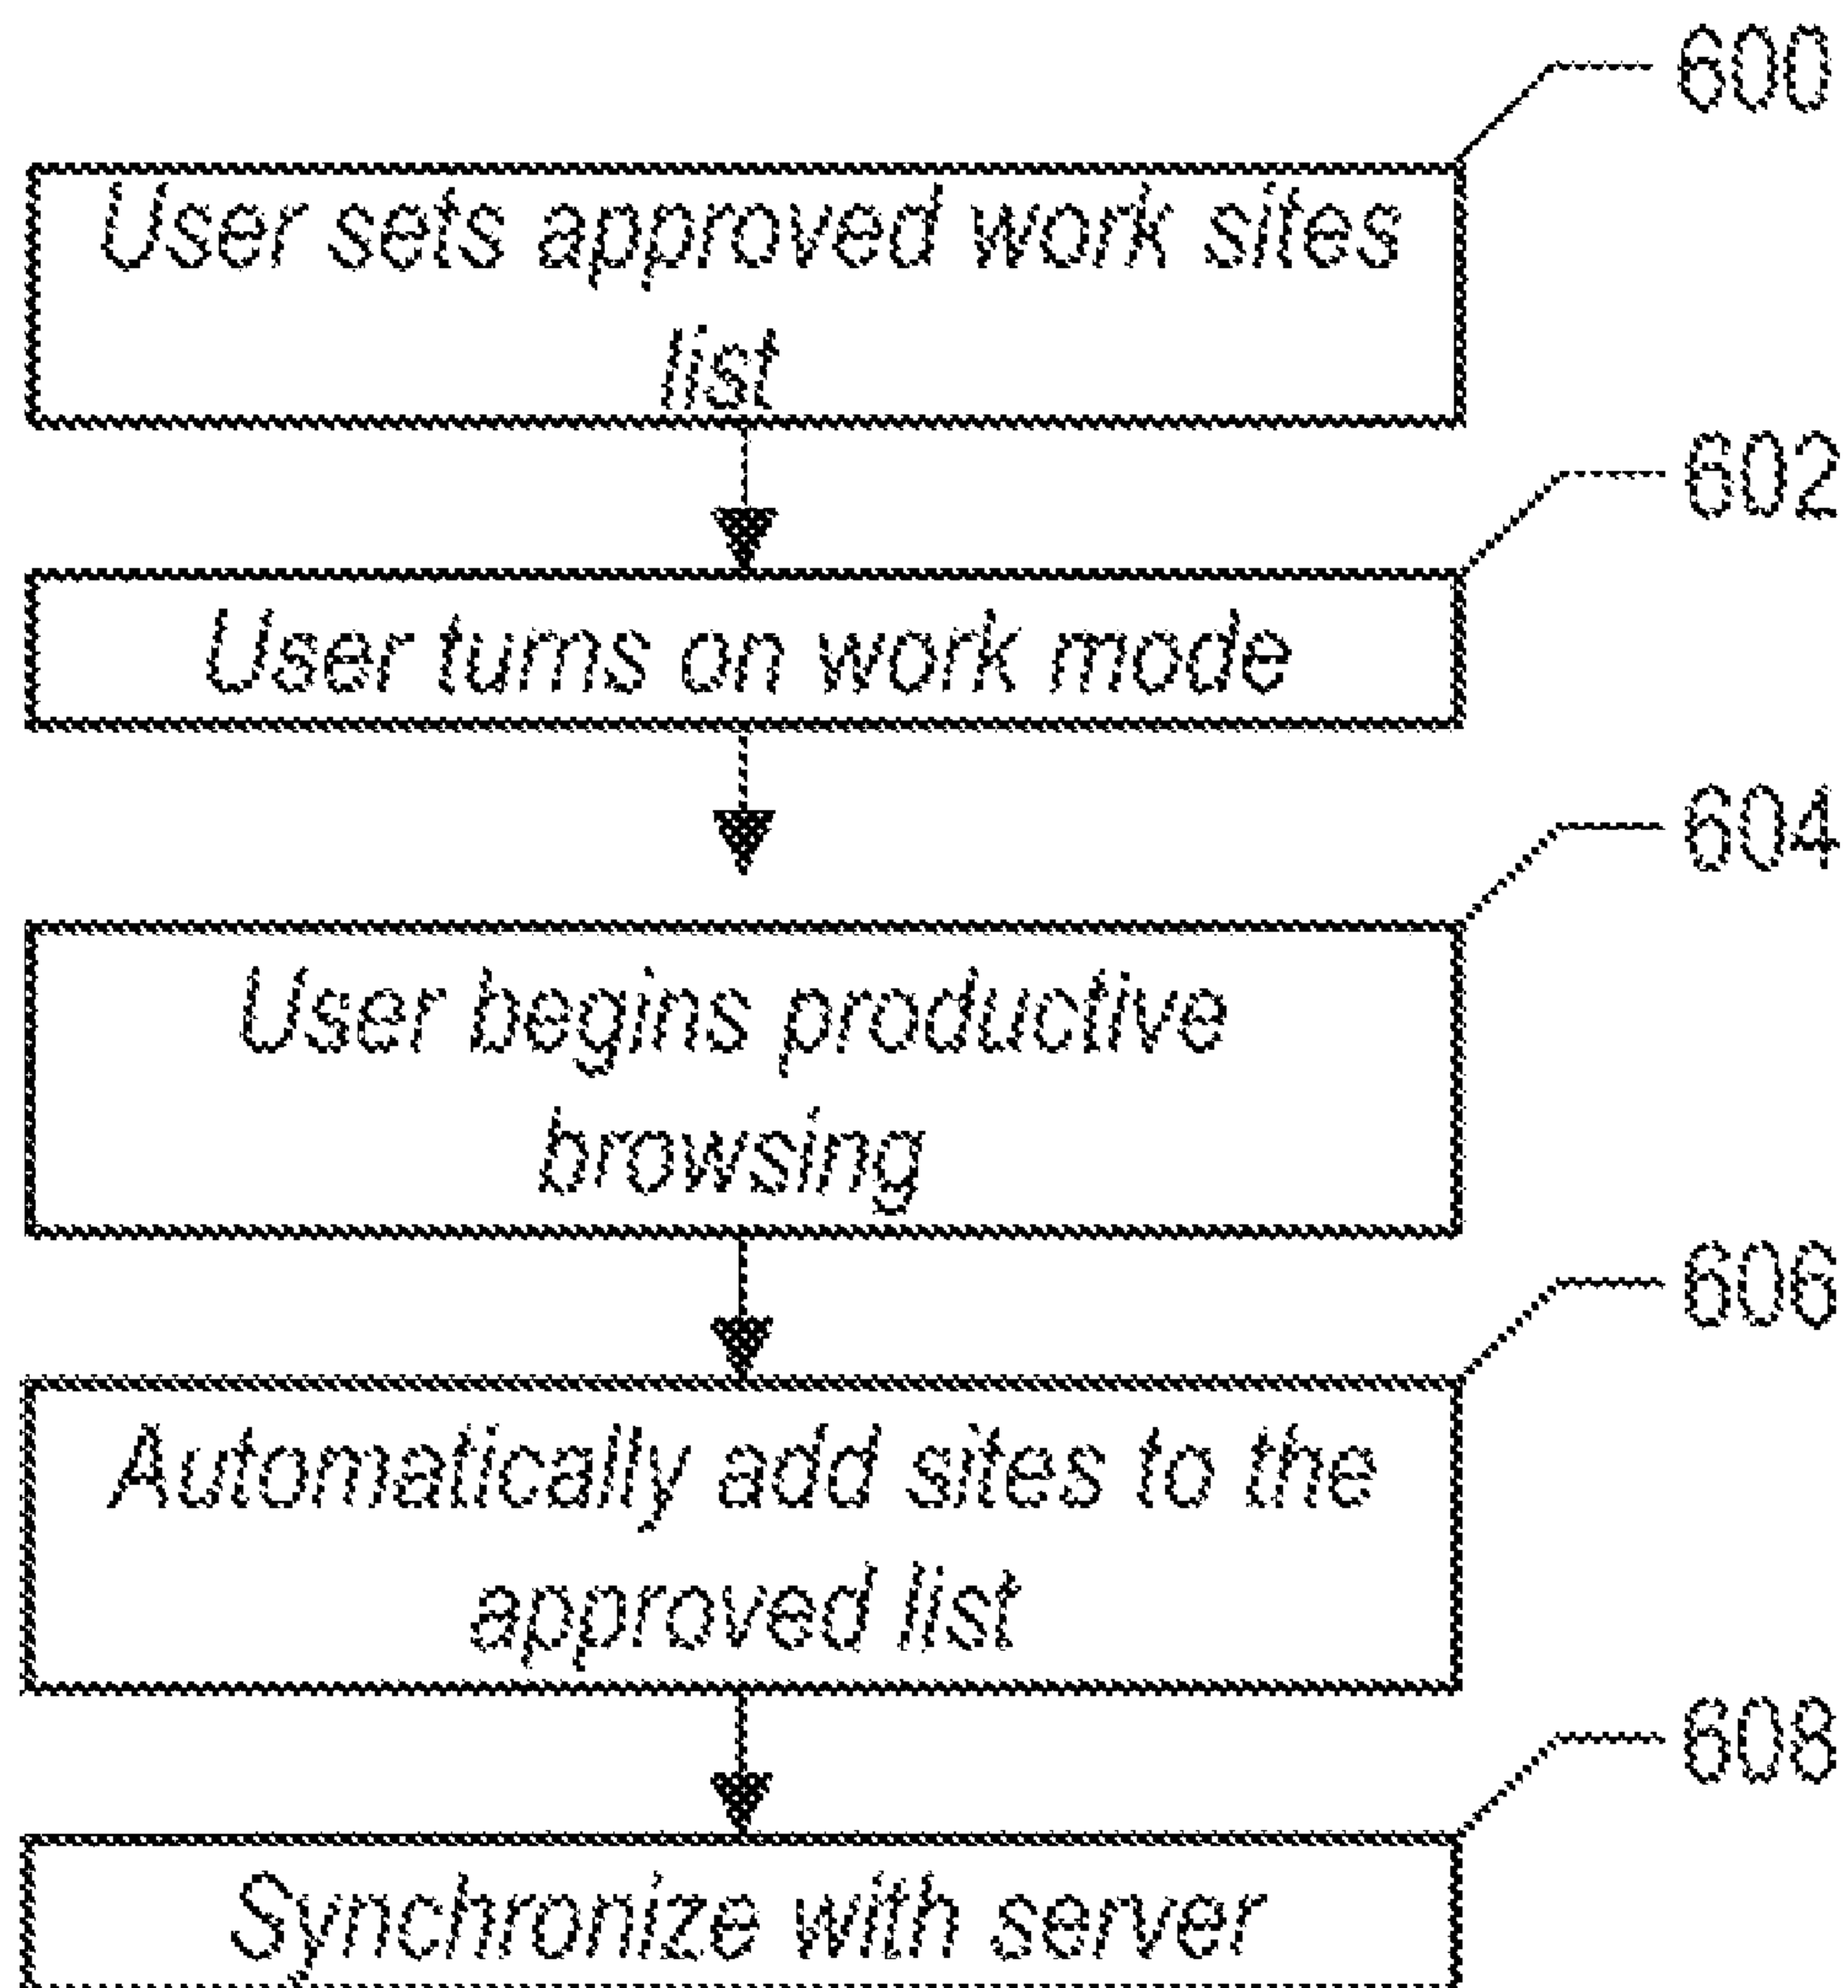 600
User sets approved work sites
list
602
User turns on work mode
604
User begins productive
browsing
606
Automatically add sites to the
approved list
608
Synchronize with server